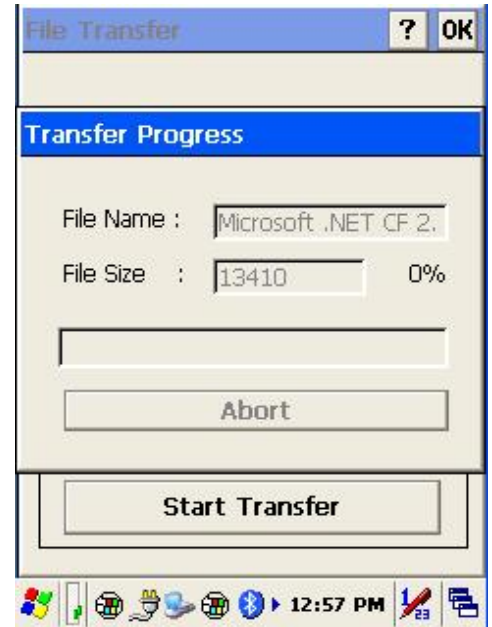 File Transfer ? OK
Transfer Progress
File Name : Microsoft .NET CF 2.
File Size : 13410 0%
Abort
Start Transfer
12:57 PM 123